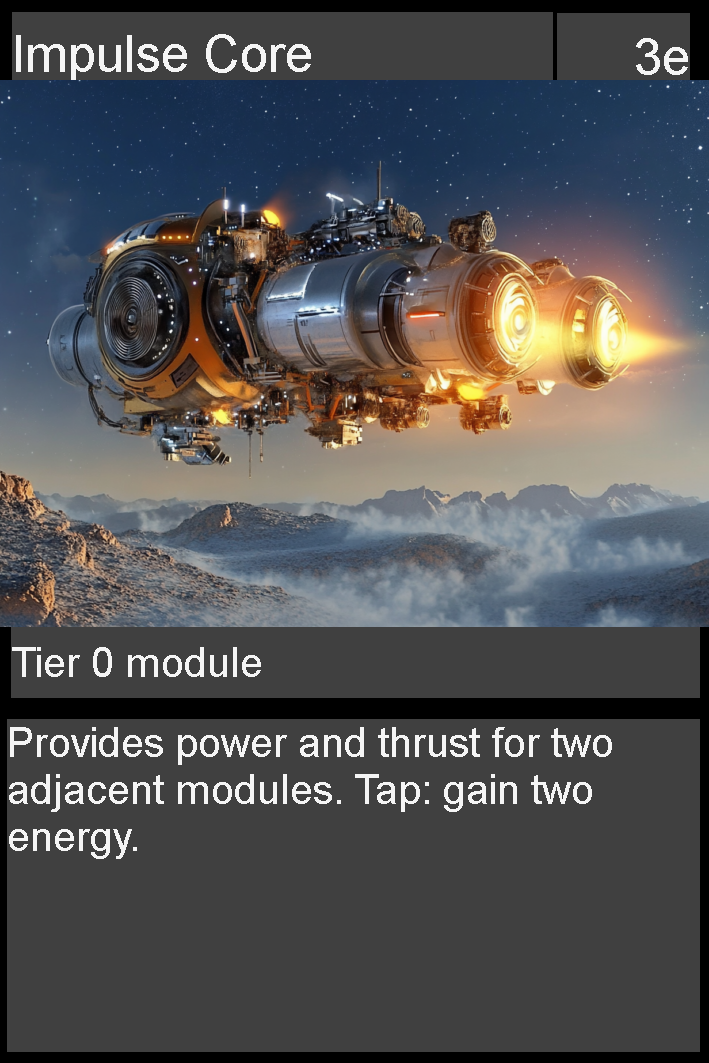 Impulse Core
3e
Tier 0 module
Provides power and thrust for two
adjacent modules. Tap: gain two
energy.